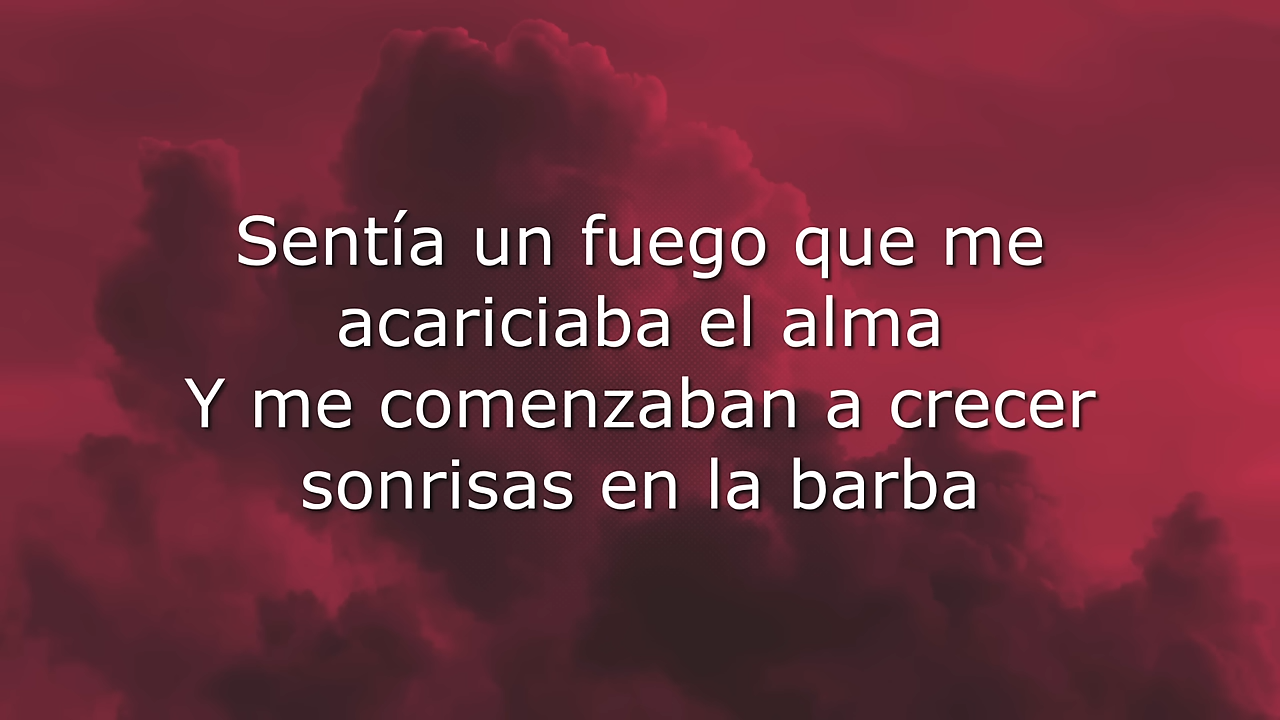 Sentía un fuego que me
acariciaba el alma
Y me comenzaban a crecer
sonrisas en la barba